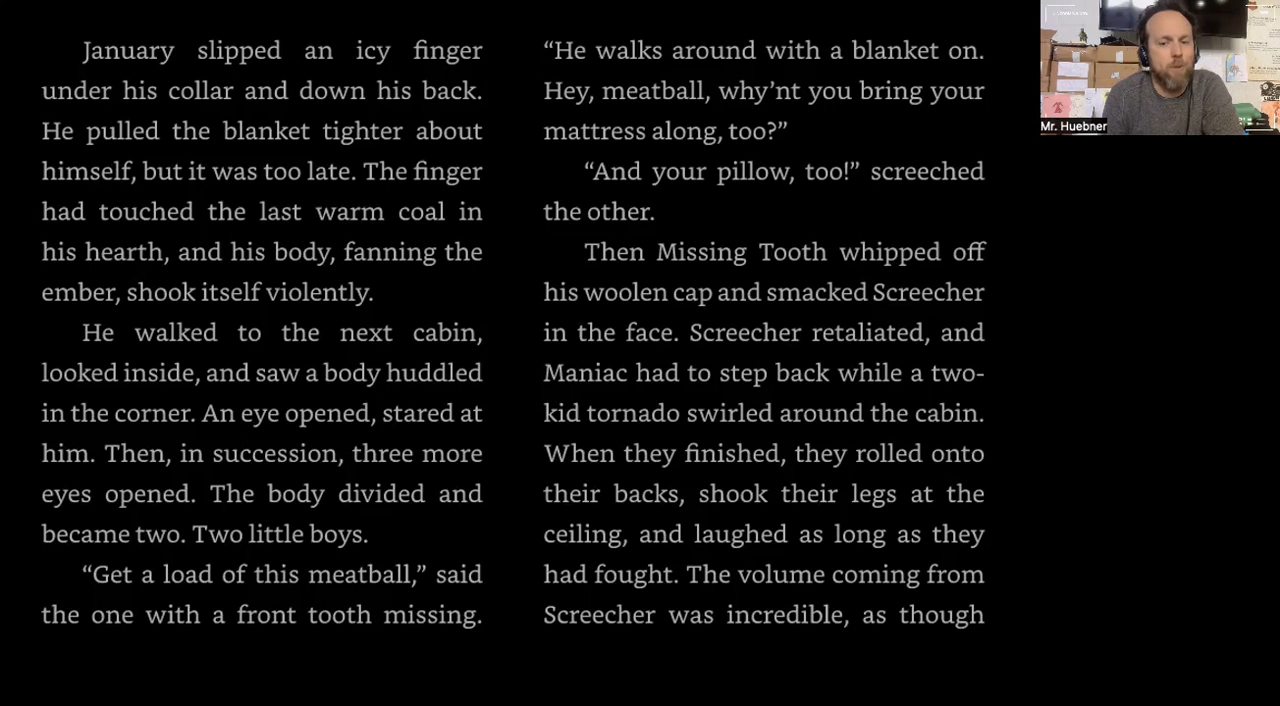 January slipped an icy finger
under his collar and down his back.
He pulled the blanket tighter about
himself, but it was too late. The finger
had touched the last warm coal in
his hearth, and his body, fanning the
ember, shook itself violently.
He walked to the next cabin,
looked inside, and saw a body huddled
in the corner. An eye opened, stared at
him. Then, in succession, three more
eyes opened. The body divided and
became two. Two little boys.
“Get a load of this meatball,” said
the one with a front tooth missing.
“He walks around with a blanket on.
Hey, meatball, why’nt you bring your
mattress along, too?”
“And your pillow, too!” screeched
the other.
Then Missing Tooth whipped off
his woolen cap and smacked Screecher
in the face. Screecher retaliated, and
Maniac had to step back while a two-
kid tornado swirled around the cabin.
When they finished, they rolled onto
their backs, shook their legs at the
ceiling, and laughed as long as they
had fought. The volume coming from
Screecher was incredible, as though
Mr. Huebner